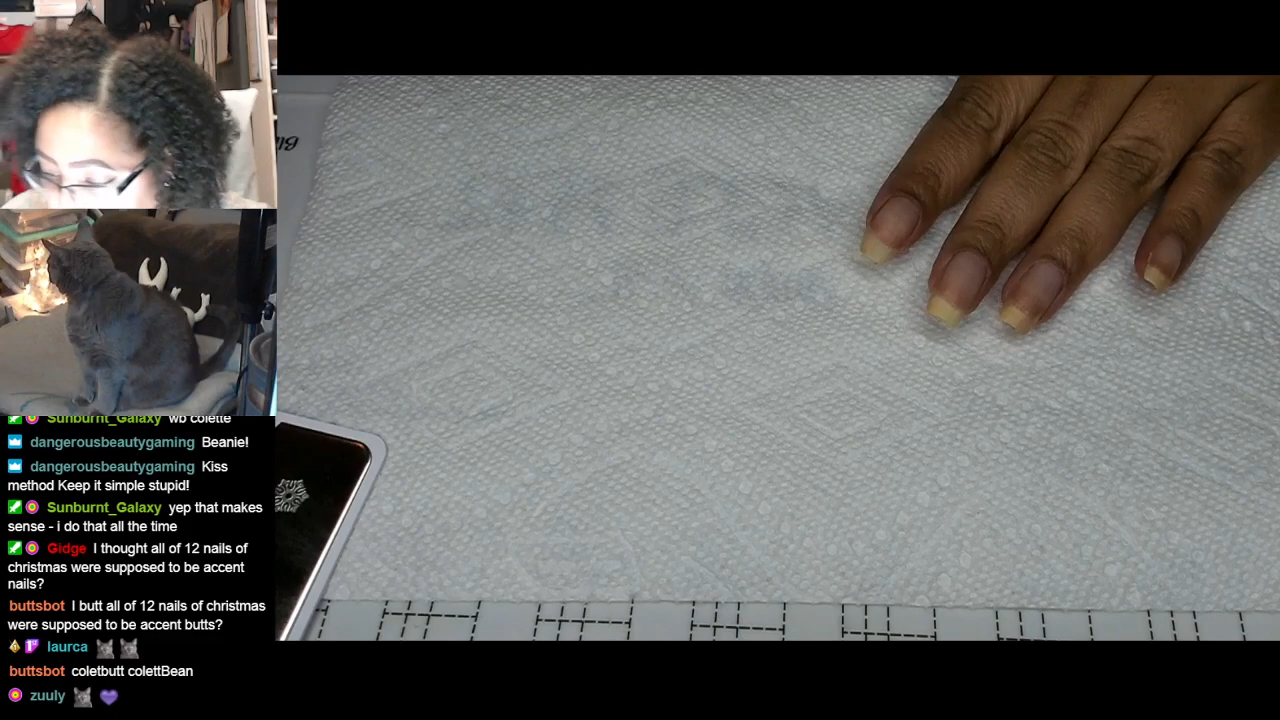 Sunburnt_Galaxy wb colette
dangerousbeautygaming Beanie!
dangerousbeautygaming Kiss
method Keep it simple stupid!
Sunburnt_Galaxy yep that makes
sense - i do that all the time
Gidge I thought all of 12 nails of
christmas were supposed to be accent
nails?
buttsbot I butt all of 12 nails of christmas
were supposed to be accent butts?
laurca
buttsbot coletbutt colettBean
zuuly